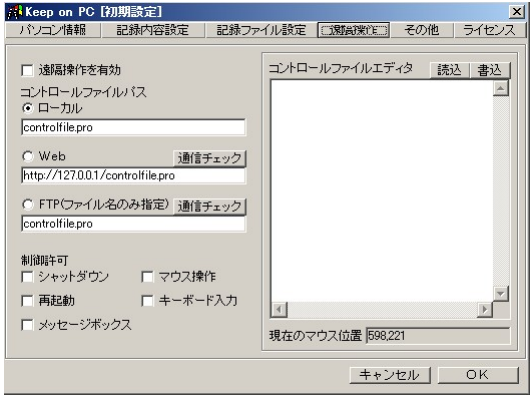 Keep on PC [初期設定]
パソコン情報 記録内容設定 記録ファイル設定 遠隔操作 その他 ライセンス
遠隔操作を有効
コントロールファイルパス
ローカル
controlfile.pro
Web 通信チェック
http://127.0.0.1/controlfile.pro
FTP(ファイル名のみ指定) 通信チェック
controlfile.pro
制御許可
シャットダウン マウス操作
再起動 キーボード入力
メッセージボックス
コントロールファイルエディタ 読込 書込
現在のマウス位置 598,221
キャンセル OK